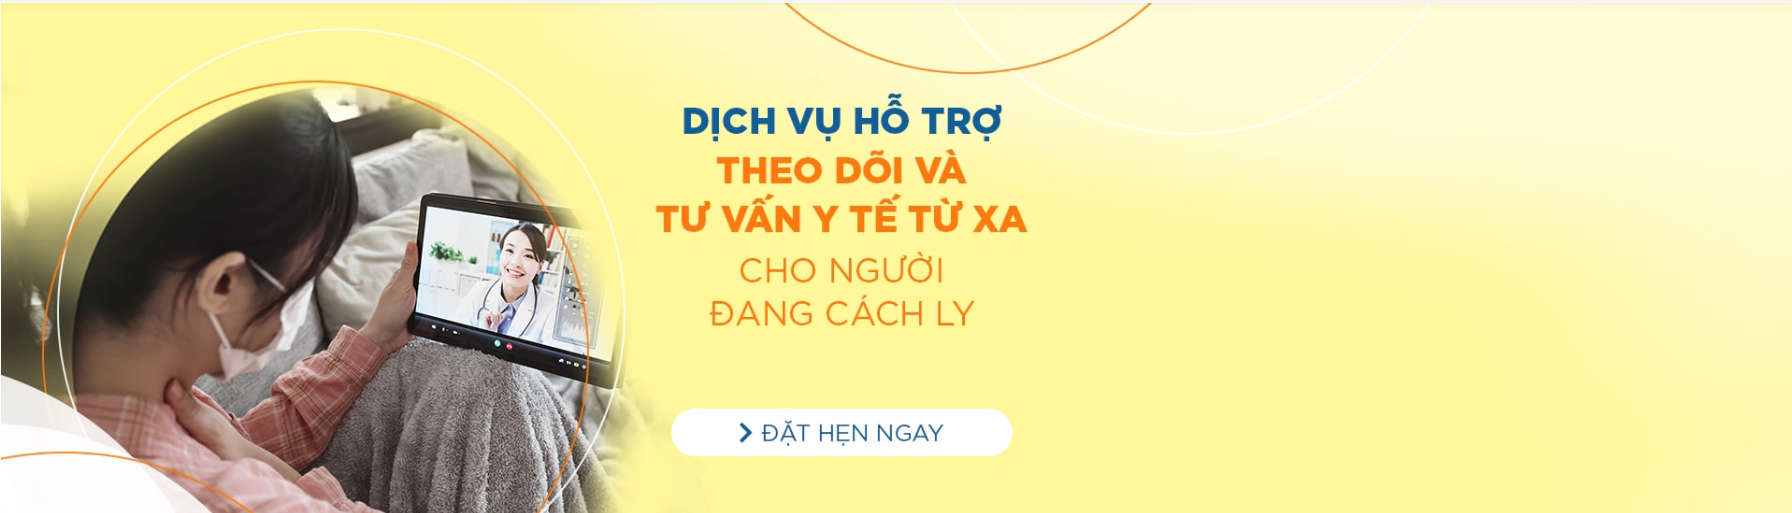 DỊCH VỤ HỖ TRỢ
THEO DÕI VÀ
TƯ VẤN Y TẾ TỪ XA
CHO NGƯỜI
ĐANG CÁCH LY
ĐẶT HẸN NGAY